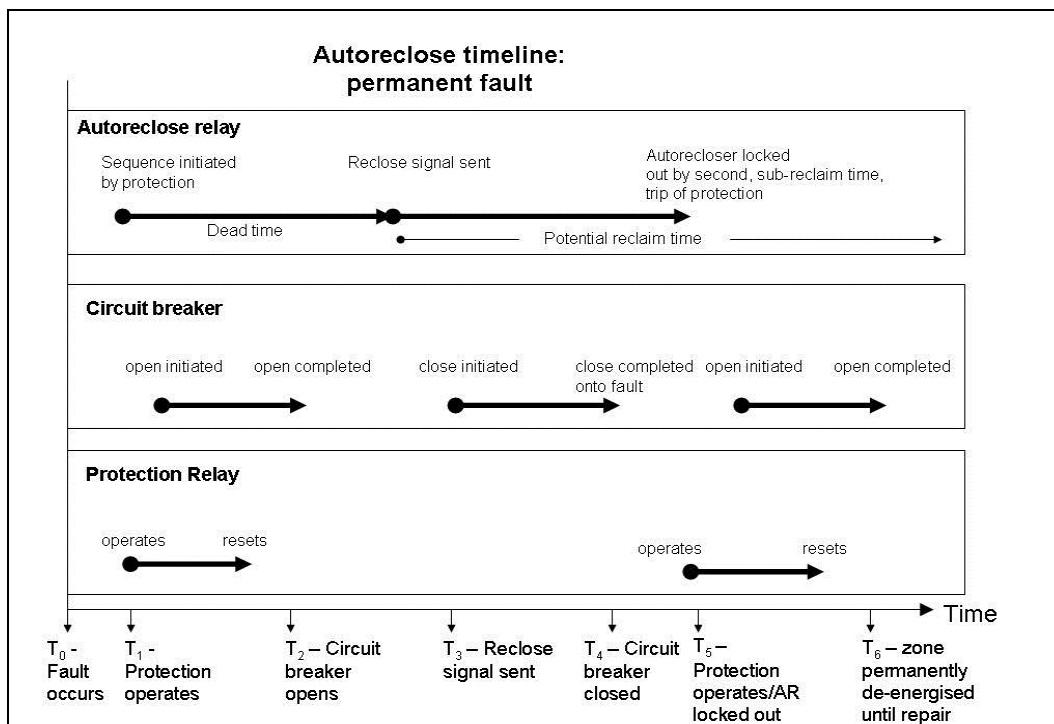 Autoreclose timeline:
permanent fault
Autoreclose relay
Sequence initiated
by protection
Reclose signal sent
Autorecloser locked
out by second, sub-reclaim time,
trip of protection
Dead time
Potential reclaim time
Circuit breaker
open initiated
open completed
close initiated
close completed
onto fault
open initiated
open completed
Protection Relay
operates
resets
operates
resets
Time
T0 -
Fault
occurs
T1 -
Protection
operates
T2 – Circuit
breaker
opens
T3 – Reclose
signal sent
T4 – Circuit
breaker
closed
T5 –
Protection
operates/AR
locked out
T6 – zone
permanently
de-energised
until repair